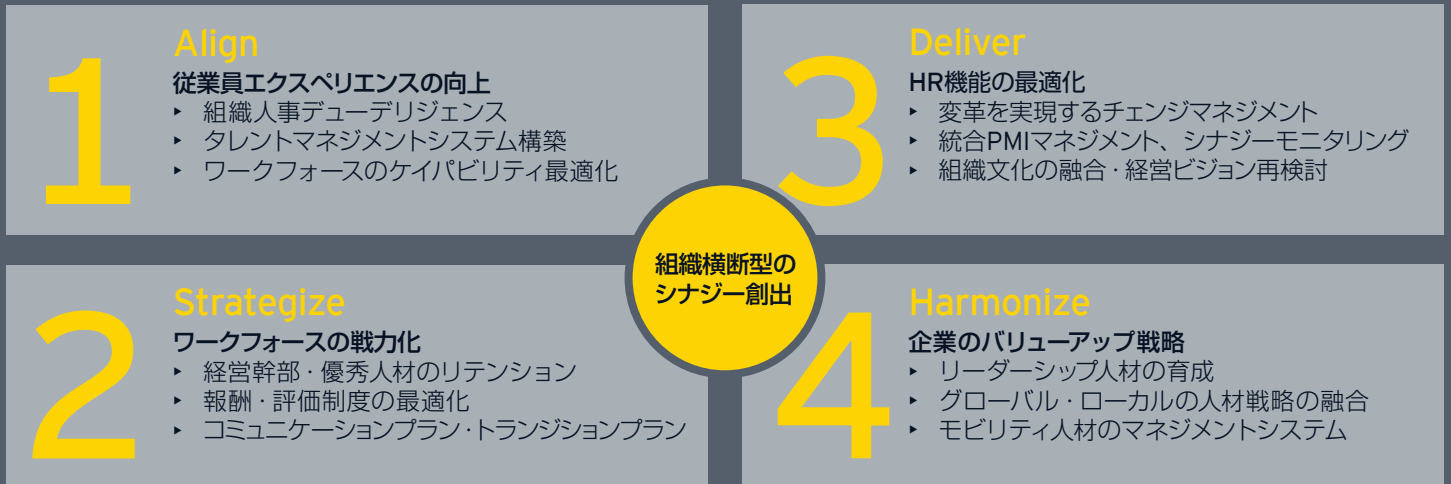 1
Align
従業員エクスペリエンスの向上
‣ 組織人事デューデリジェンス
‣ タレントマネジメントシステム構築
‣ ワークフォースのケイパビリティ最適化
2
Strategize
ワークフォースの戦力化
‣ 経営幹部・優秀人材のリテンション
‣ 報酬・評価制度の最適化
‣ コミュニケーションプラン・トランジションプラン
組織横断型の
シナジー創出
3
Deliver
HR機能の最適化
‣ 変革を実現するチェンジマネジメント
‣ 統合PMIマネジメント、シナジーモニタリング
‣ 組織文化の融合・経営ビジョン再検討
4
Harmonize
企業のバリューアップ戦略
‣ リーダーシップ人材の育成
‣ グローバル・ローカルの人材戦略の融合
‣ モビリティ人材のマネジメントシステム